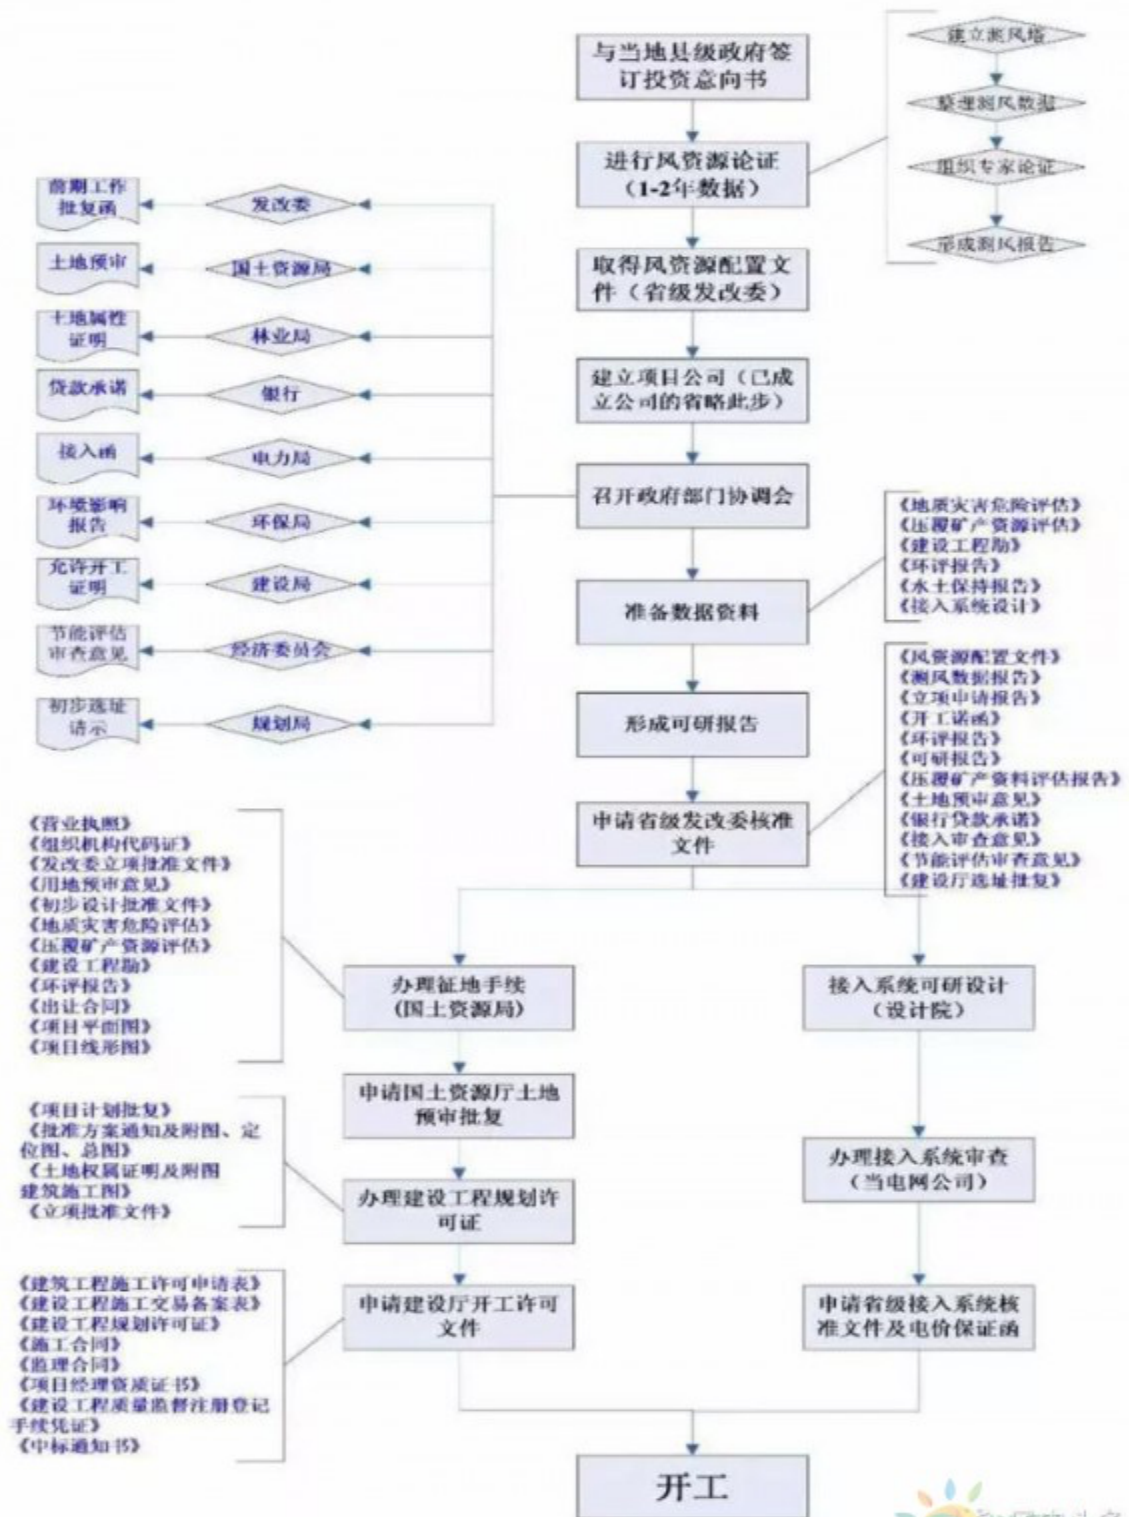 与当地县级政府签
订投资意向书
进行风资源论证
（1-2年数据）
建立测风塔
整理测风数据
组织专家论证
形成测风报告
取得风资源配置文
件（省级发改委）
建立项目公司（已成
立公司的省略此步）
召开政府部门协调会
发改委
前期工作
批复函
国土资源局
土地预审
林业局
土地属性
证明
银行
贷款承诺
电力局
接入函
环保局
环境影响
报告
建设局
允许开工
证明
经济委员会
节能评估
审查意见
规划局
初步选址
请示
准备数据资料
《地质灾害危险评估》
《压覆矿产资源评估》
《建设工程勘》
《环评报告》
《水土保持报告》
《接入系统设计》
形成可研报告
申请省级发改委核准
文件
《风资源配置文件》
《测风数据报告》
《立项申请报告》
《开工诺函》
《环评报告》
《可研报告》
《压覆矿产资料评估报告》
《土地预审意见》
《银行贷款承诺》
《接入审查意见》
《节能评估审查意见》
《建设厅选址批复》
办理征地手续
(国土资源局)
《营业执照》
《组织机构代码证》
《发改委立项批准文件》
《用地预审意见》
《初步设计批准文件》
《地质灾害危险评估》
《压覆矿产资源评估》
《建设工程勘》
《环评报告》
《出让合同》
《项目平面图》
《项目线形图》
申请国土资源厅土地
预审批复
办理建设工程规划许
可证
《项目计划批复》
《批准方案通知及附图、定
位图、总图》
《土地权属证明及附图
建筑施工图》
《立项批准文件》
申请建设厅开工许可
文件
《建筑工程施工许可申请表》
《建设工程施工交易备案表》
《建设工程规划许可证》
《施工合同》
《监理合同》
《项目经理资质证书》
《建设工程质量监督注册登记
手续凭证》
《中标通知书》
接入系统可研设计
（设计院）
办理接入系统审查
（当电网公司）
申请省级接入系统核
准文件及电价保证函
开工